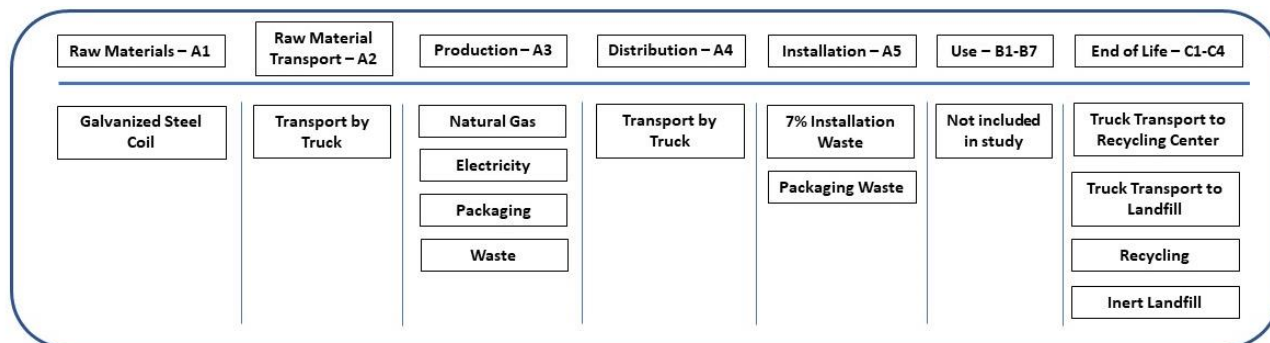 Raw Materials – A1
Raw Material
Transport – A2
Production – A3
Distribution – A4
Installation – A5
Use – B1-B7
End of Life – C1-C4
Galvanized Steel
Coil
Transport by
Truck
Natural Gas
Electricity
Packaging
Waste
Transport by
Truck
7% Installation
Waste
Packaging Waste
Not included
in study
Truck Transport to
Recycling Center
Truck Transport to
Landfill
Recycling
Inert Landfill